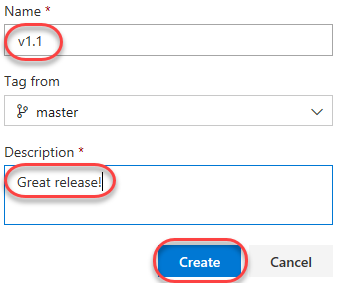 Name *
v1.1
Tag from
master
Description *
Great release!
Create
Cancel